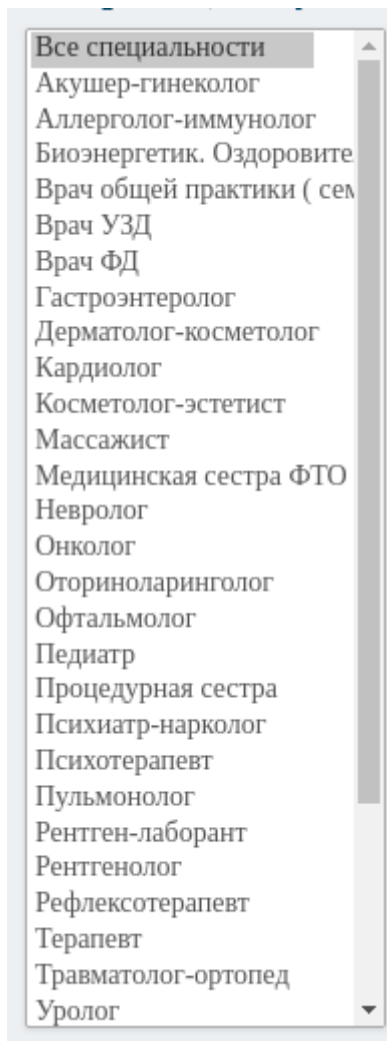 Все специальности
Акушер-гинеколог
Аллерголог-иммунолог
Биоэнергетик. Оздоровите
Врач общей практики ( сем
Врач УЗД
Врач ФД
Гастроэнтеролог
Дерматолог-косметолог
Кардиолог
Косметолог-эстетист
Массажист
Медицинская сестра ФТО
Невролог
Онколог
Оториноларинголог
Офтальмолог
Педиатр
Процедурная сестра
Психиатр-нарколог
Психотерапевт
Пульмонолог
Рентген-лаборант
Рентгенолог
Рефлексотерапевт
Терапевт
Травматолог-ортопед
Уролог